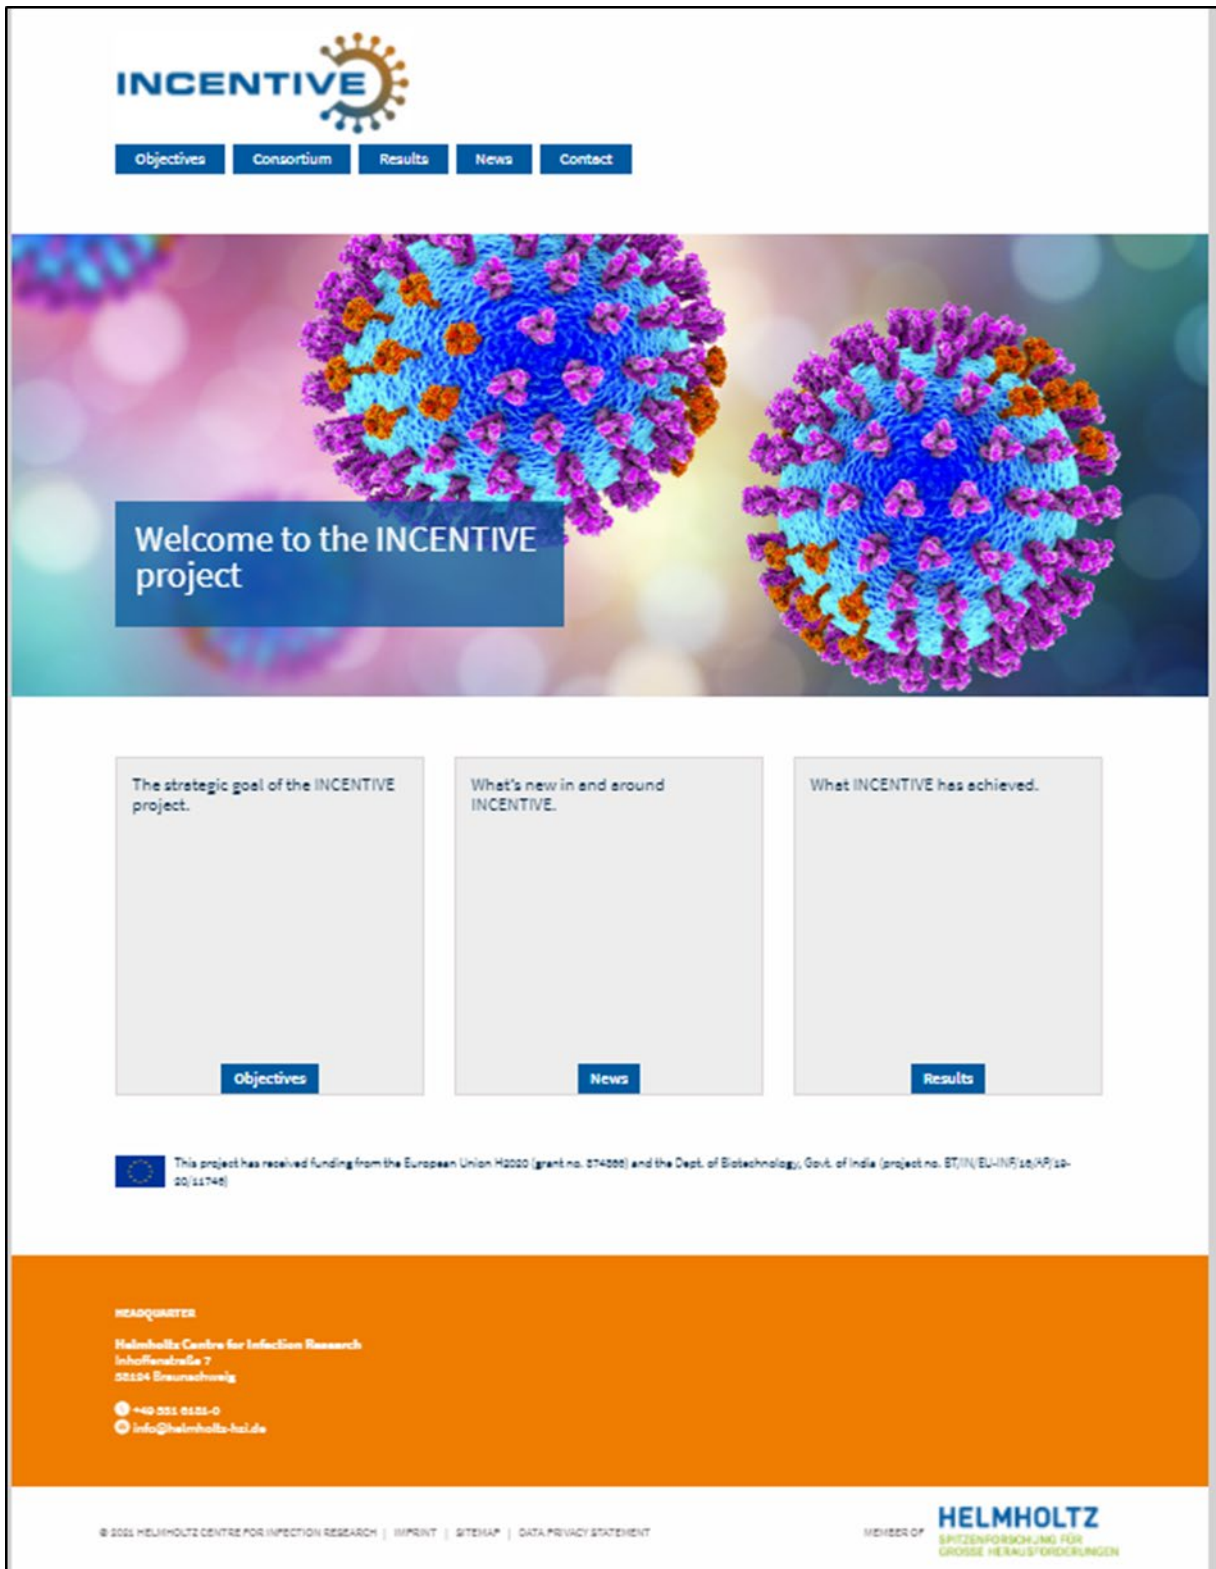 INCENTIVE
Objectives Consortium Results News Contact
Welcome to the INCENTIVE
project
The strategic goal of the INCENTIVE
project.
Objectives
What's new in and around
INCENTIVE.
News
What INCENTIVE has achieved.
Results
This project has received funding from the European Union H2020 (grant no. 874866) and the Dept. of Biotechnology, Govt. of India (project no. BT/IN/EU-INF/16/AP/19-
20/11746)
HEADQUARTER
Helmholtz Centre for Infection Research
Inhoffenstraße 7
38124 Braunschweig
+49 531 6181-0
info@helmholtz-hzi.de
© 2021 HELMHOLTZ CENTRE FOR INFECTION RESEARCH | IMPRINT | SITEMAP | DATA PRIVACY STATEMENT
MEMBER OF
HELMHOLTZ
SPITZENFORSCHUNG FÜR
GROSSE HERAUSFORDERUNGEN